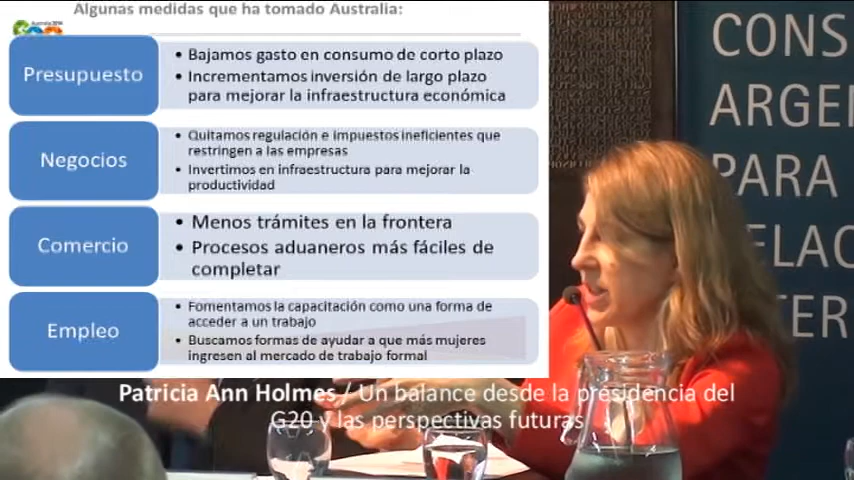 Algunas medidas que ha tomado Australia:
Australia 2014
Presupuesto
• Bajamos gasto en consumo de corto plazo
• Incrementamos inversión de largo plazo
para mejorar la infraestructura económica
Negocios
• Quitamos regulación e impuestos ineficientes que
restringen a las empresas
• Invertimos en infraestructura para mejorar la
productividad
Comercio
• Menos trámites en la frontera
• Procesos aduaneros más fáciles de
completar
Empleo
• Fomentamos la capacitación como una forma de
acceder a un trabajo
• Buscamos formas de ayudar a que más mujeres
ingresen al mercado de trabajo formal
CONS
ARGEN
PARA
ELAC
TER
Patricia Ann Holmes / Un balance desde la presidencia del
G20 y las perspectivas futuras